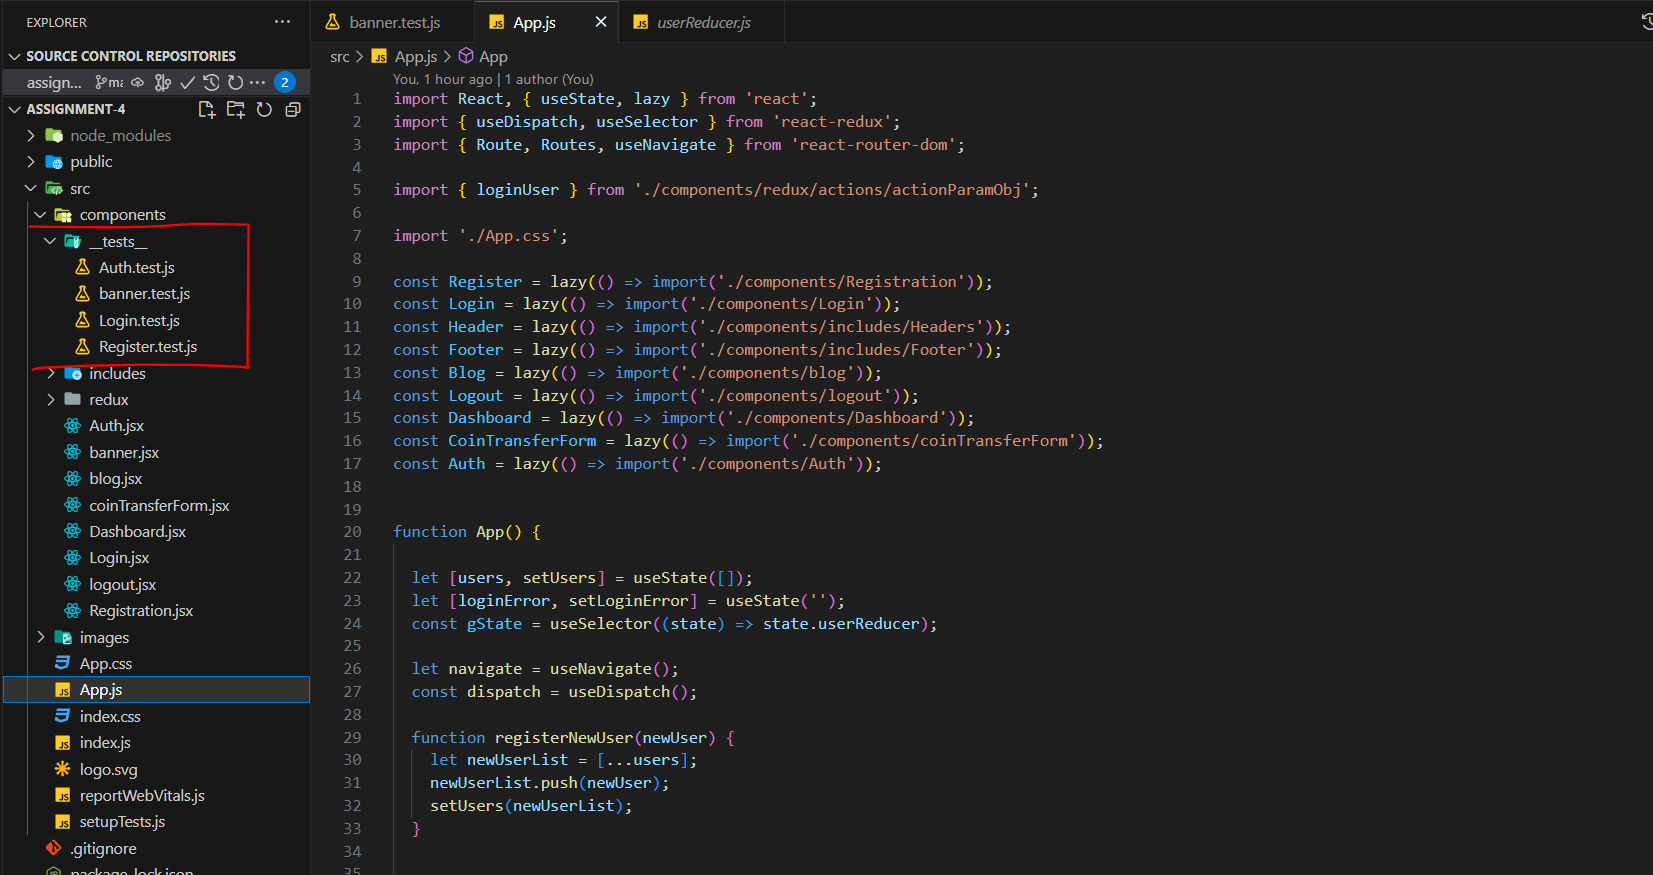 EXPLORER
SOURCE CONTROL REPOSITORIES
assign... ma 2
ASSIGNMENT-4
node_modules
public
src
components
__tests__
Auth.test.js
banner.test.js
Login.test.js
Register.test.js
includes
redux
Auth.jsx
banner.jsx
blog.jsx
coinTransferForm.jsx
Dashboard.jsx
Login.jsx
logout.jsx
Registration.jsx
images
App.css
App.js
index.css
index.js
logo.svg
reportWebVitals.js
setupTests.js
.gitignore
package-lock.json
banner.test.js App.js userReducer.js
src > App.js > App
You, 1 hour ago | 1 author (You)
1 import React, { useState, lazy } from 'react';
2 import { useDispatch, useSelector } from 'react-redux';
3 import { Route, Routes, useNavigate } from 'react-router-dom';
4
5 import { loginUser } from './components/redux/actions/actionParamObj';
6
7 import './App.css';
8
9 const Register = lazy(() => import('./components/Registration'));
10 const Login = lazy(() => import('./components/Login'));
11 const Header = lazy(() => import('./components/includes/Headers'));
12 const Footer = lazy(() => import('./components/includes/Footer'));
13 const Blog = lazy(() => import('./components/blog'));
14 const Logout = lazy(() => import('./components/logout'));
15 const Dashboard = lazy(() => import('./components/Dashboard'));
16 const CoinTransferForm = lazy(() => import('./components/coinTransferForm'));
17 const Auth = lazy(() => import('./components/Auth'));
18
19
20 function App() {
21
22 let [users, setUsers] = useState([]);
23 let [loginError, setLoginError] = useState('');
24 const gState = useSelector((state) => state.userReducer);
25
26 let navigate = useNavigate();
27 const dispatch = useDispatch();
28
29 function registerNewUser(newUser) {
30 let newUserList = [...users];
31 newUserList.push(newUser);
32 setUsers(newUserList);
33 }
34
35